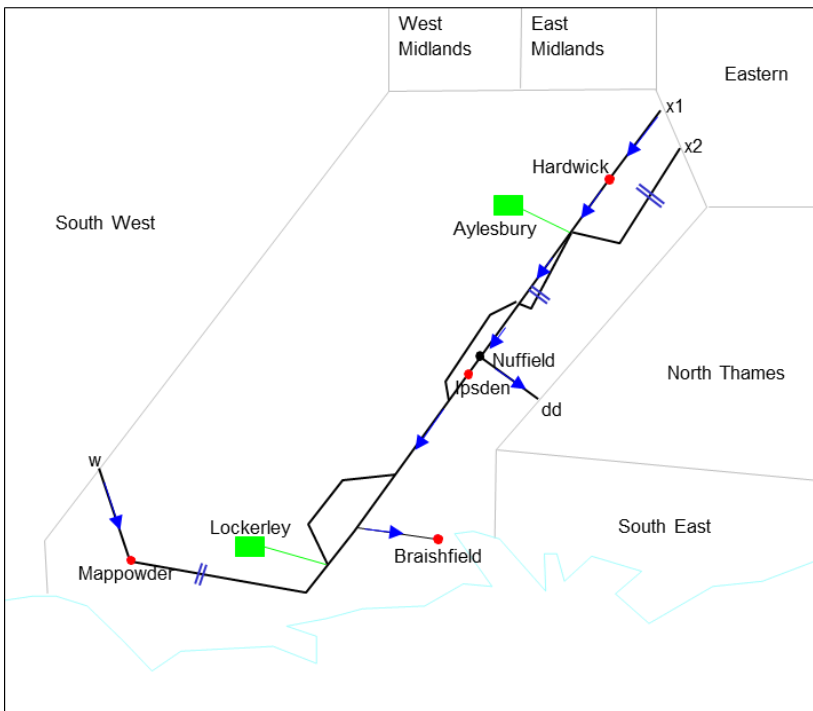 West
Midlands
East
Midlands
Eastern
x1
x2
Hardwick
South West
Aylesbury
Nuffield
Ipsden
North Thames
dd
w
Lockerley
South East
Braishfield
Mappowder